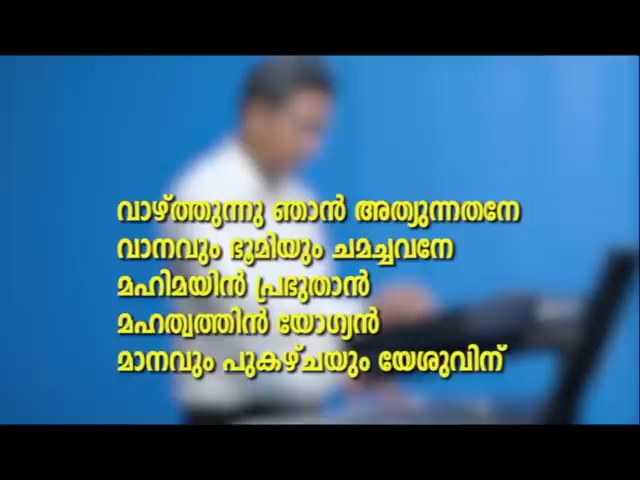 വാഴ്ത്തുന്നു ഞാൻ അത്യുന്നതനേ
വാനവും ഭൂമിയും ചമച്ചവനേ
മഹിമയിൻ പ്രഭുതാൻ
മഹത്വത്തിൻ യോഗ്യൻ
മാനവും പുകഴ്ചയും യേശുവിന്